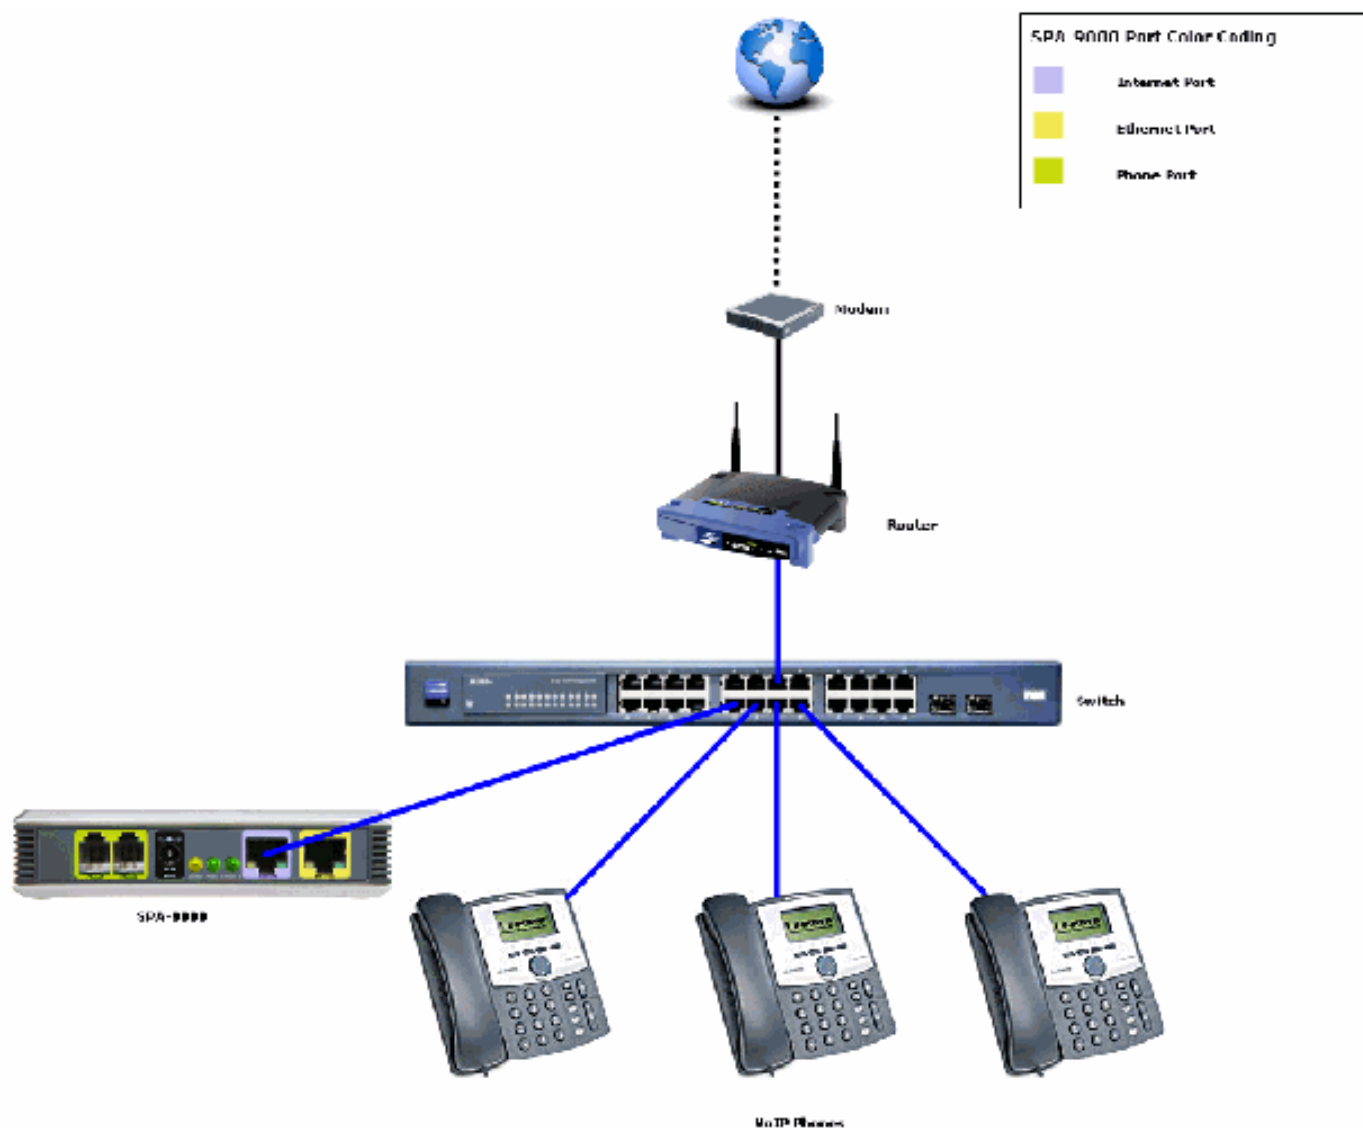 SPA-9000 Port Color Coding
Internet Port
Ethernet Port
Phone Port
Modem
Router
Switch
SPA-9000
VoIP Phones